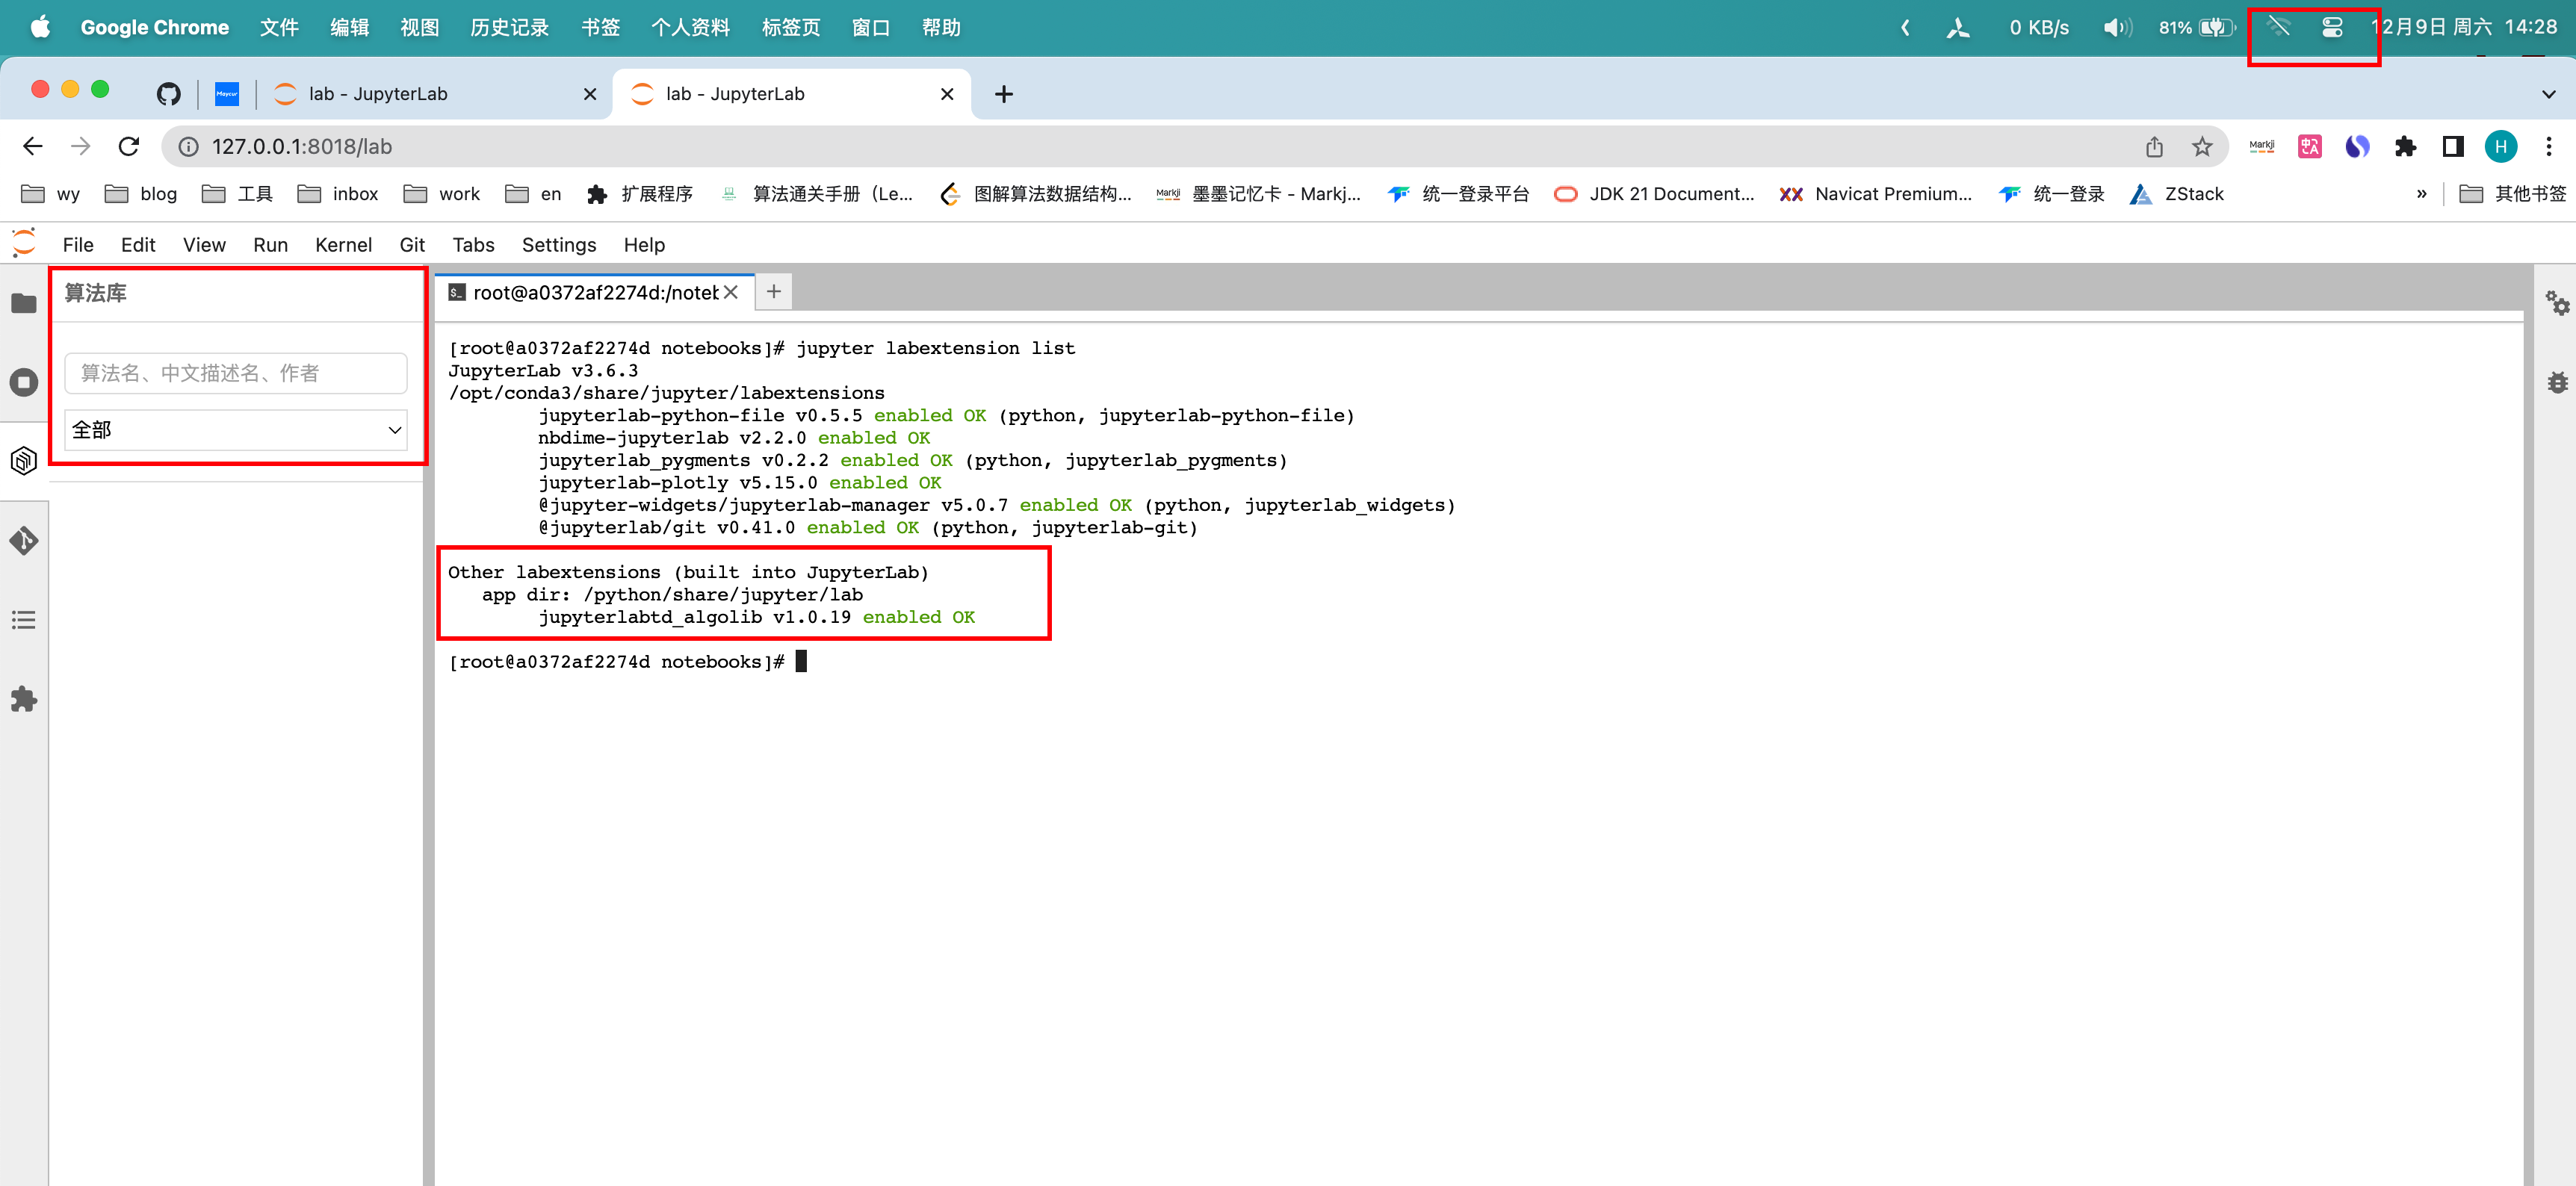 Google Chrome 文件 编辑 视图 历史记录 书签 个人资料 标签页 窗口 帮助 0 KB/s 81% 12月9日 周六 14:28
Maycur lab - JupyterLab lab - JupyterLab
127.0.0.1:8018/lab Markji 中A H
wy blog 工具 inbox work en 扩展程序 算法通关手册（Le... 图解算法数据结构... Markji 墨墨记忆卡 - Markj... 统一登录平台 JDK 21 Document... Navicat Premium... 统一登录 ZStack » 其他书签
File Edit View Run Kernel Git Tabs Settings Help
算法库
算法名、中文描述名、作者
全部
$_ root@a0372af2274d:/noteb
[root@a0372af2274d notebooks]# jupyter labextension list
JupyterLab v3.6.3
/opt/conda3/share/jupyter/labextensions
jupyterlab-python-file v0.5.5 enabled OK (python, jupyterlab-python-file)
nbdime-jupyterlab v2.2.0 enabled OK
jupyterlab_pygments v0.2.2 enabled OK (python, jupyterlab_pygments)
jupyterlab-plotly v5.15.0 enabled OK
@jupyter-widgets/jupyterlab-manager v5.0.7 enabled OK (python, jupyterlab_widgets)
@jupyterlab/git v0.41.0 enabled OK (python, jupyterlab-git)
Other labextensions (built into JupyterLab)
app dir: /python/share/jupyter/lab
jupyterlabtd_algolib v1.0.19 enabled OK
[root@a0372af2274d notebooks]#